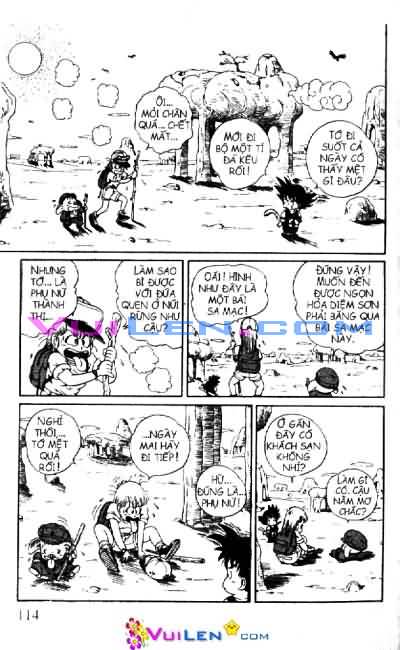 ÔI...
MỎI CHÂN
QUÁ... CHẾT
MẤT...
MỚI ĐI
BỘ MỘT TÍ
ĐÃ KÊU
RỒI!
TỚ ĐI
SUỐT CẢ
NGÀY CÓ
THẤY MỆT
GÌ ĐÂU?
NHƯNG
TỚ... LÀ
PHỤ NỮ
THÀNH
THỊ...
LÀM SAO
BÌ ĐƯỢC
VỚI ĐỨA
QUEN Ở NÚI
RỪNG NHƯ
CẬU?
OÁI! HÌNH
NHƯ ĐÂY LÀ
MỘT BÃI
SA MẠC!
ĐÚNG VẬY!
MUỐN ĐẾN
ĐƯỢC NGỌN
HỎA DIỆM SƠN
PHẢI BĂNG QUA
BÃI SA MẠC
NÀY.
VuiLen.com
NGHỈ
THÔI...
TỚ MỆT
QUÁ
RỒI!
...NGÀY
MAI HÃY
ĐI TIẾP!
HỪ...
ĐÚNG LÀ...
PHỤ NỮ!
Ở GẦN
ĐÂY CÓ
KHÁCH SẠN
KHÔNG
NHỈ?
LÀM GÌ
CÓ. CẬU
NẰM MƠ
CHẮC?
114
VuiLen.com